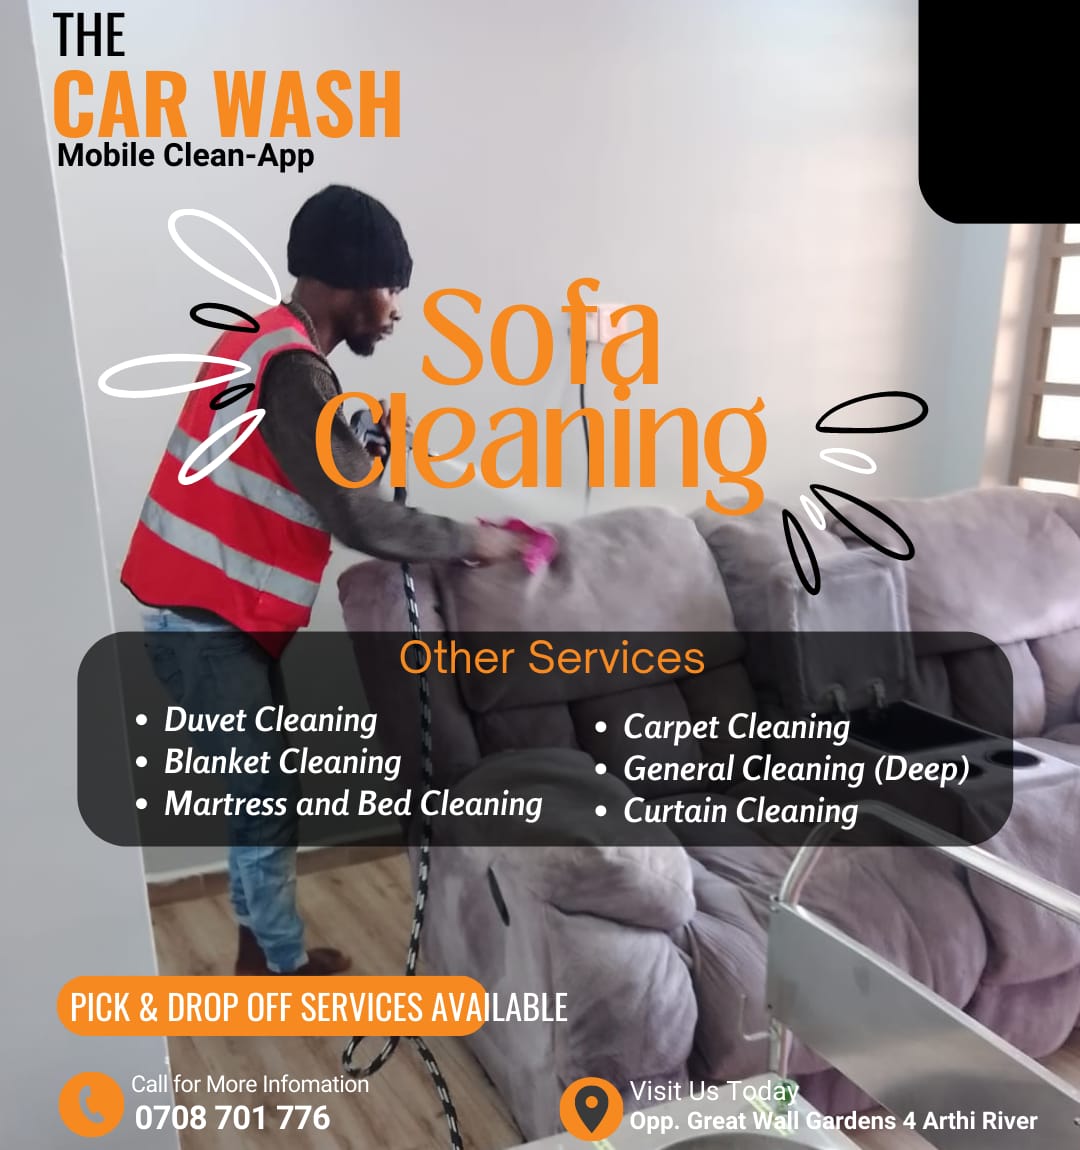 THE
CAR WASH
Mobile Clean-App
Sofa
Cleaning
Other Services
• Duvet Cleaning
• Blanket Cleaning
• Martress and Bed Cleaning
• Carpet Cleaning
• General Cleaning (Deep)
• Curtain Cleaning
PICK & DROP OFF SERVICES AVAILABLE
Call for More Infomation
0708 701 776
Visit Us Today
Opp. Great Wall Gardens 4 Arthi River